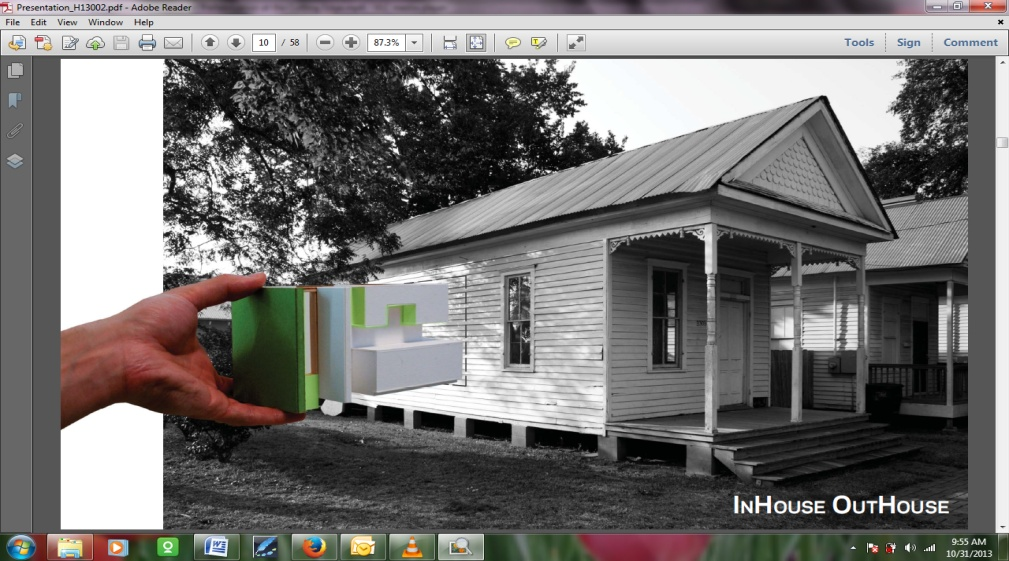 Presentation_H13002.pdf - Adobe Reader
File Edit View Window Help
10 / 58 87.3% Tools Sign Comment
INHOUSE OUTHOUSE
9:55 AM
10/31/2013